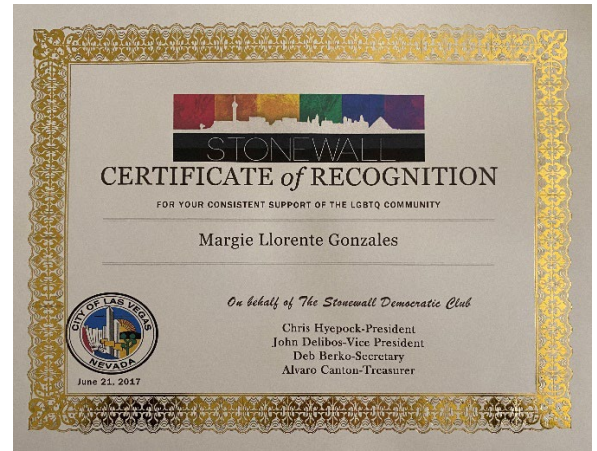 STONEWALL
CERTIFICATE of RECOGNITION
FOR YOUR CONSISTENT SUPPORT OF THE LGBTQ COMMUNITY
Margie Llorente Gonzales
On behalf of The Stonewall Democratic Club
Chris Hyepock-President
John Delibos-Vice President
Deb Berko-Secretary
Alvaro Canton-Treasurer
CITY OF LAS VEGAS
NEVADA
June 21, 2017